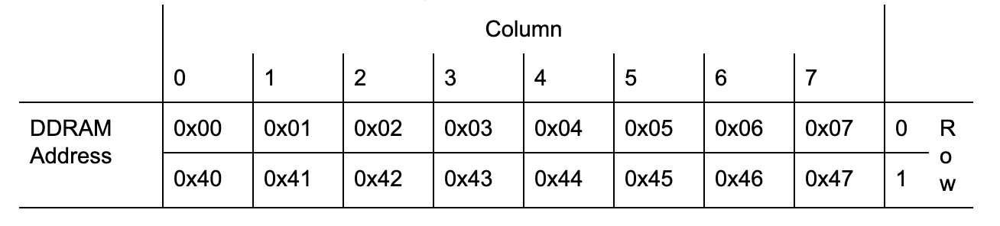 Column
0 1 2 3 4 5 6 7
DDRAM Address 0x00 0x01 0x02 0x03 0x04 0x05 0x06 0x07 0 Row
0x40 0x41 0x42 0x43 0x44 0x45 0x46 0x47 1